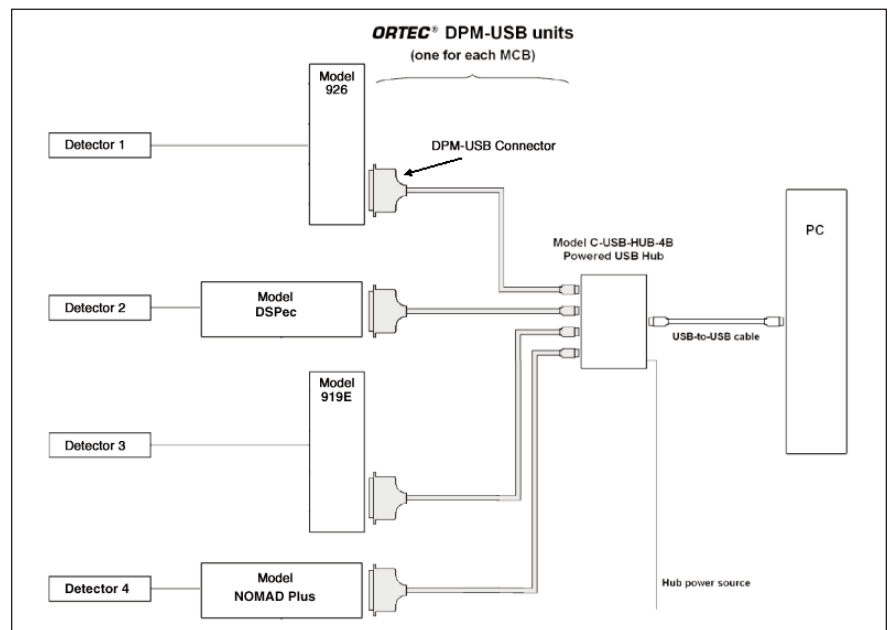 ORTEC® DPM-USB units
(one for each MCB)
Model
926
Detector 1
DPM-USB Connector
PC
Model C-USB-HUB-4B
Powered USB Hub
Detector 2
Model
DSPec
USB-to-USB cable
Model
919E
Detector 3
Detector 4
Model
NOMAD Plus
Hub power source